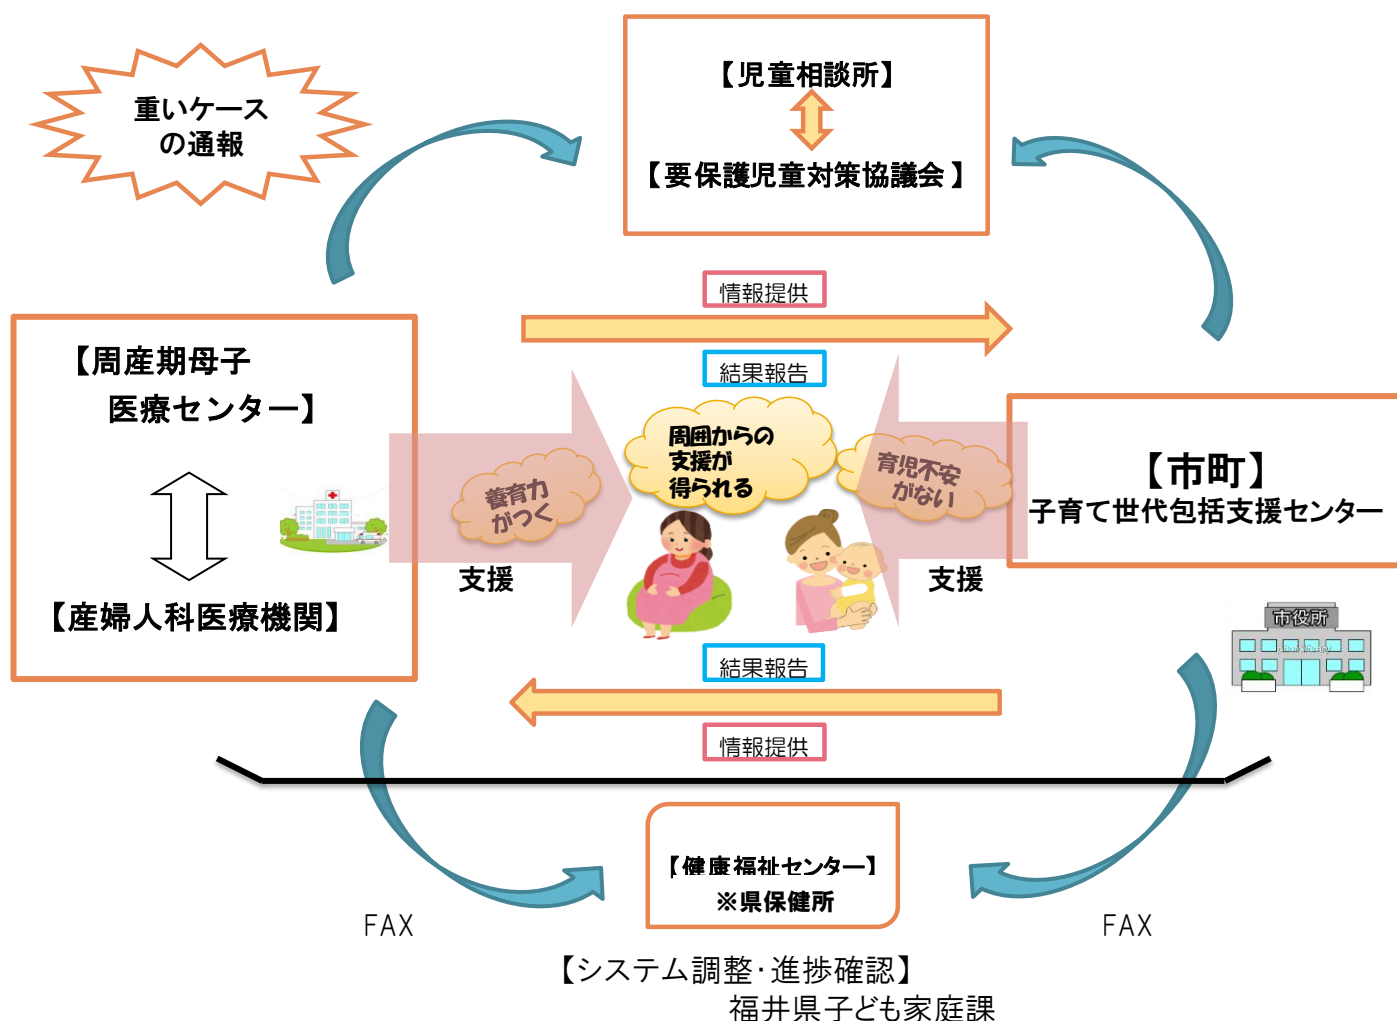 重いケース
の通報
【児童相談所】
【要保護児童対策協議会】
情報提供
結果報告
【周産期母子
医療センター】
【産婦人科医療機関】
養育力
がつく
周囲からの
支援が
得られる
育児不安
がない
支援
支援
【市町】
子育て世代包括支援センター
市役所
結果報告
情報提供
【健康福祉センター】
※県保健所
FAX
FAX
【システム調整・進捗確認】
福井県子ども家庭課